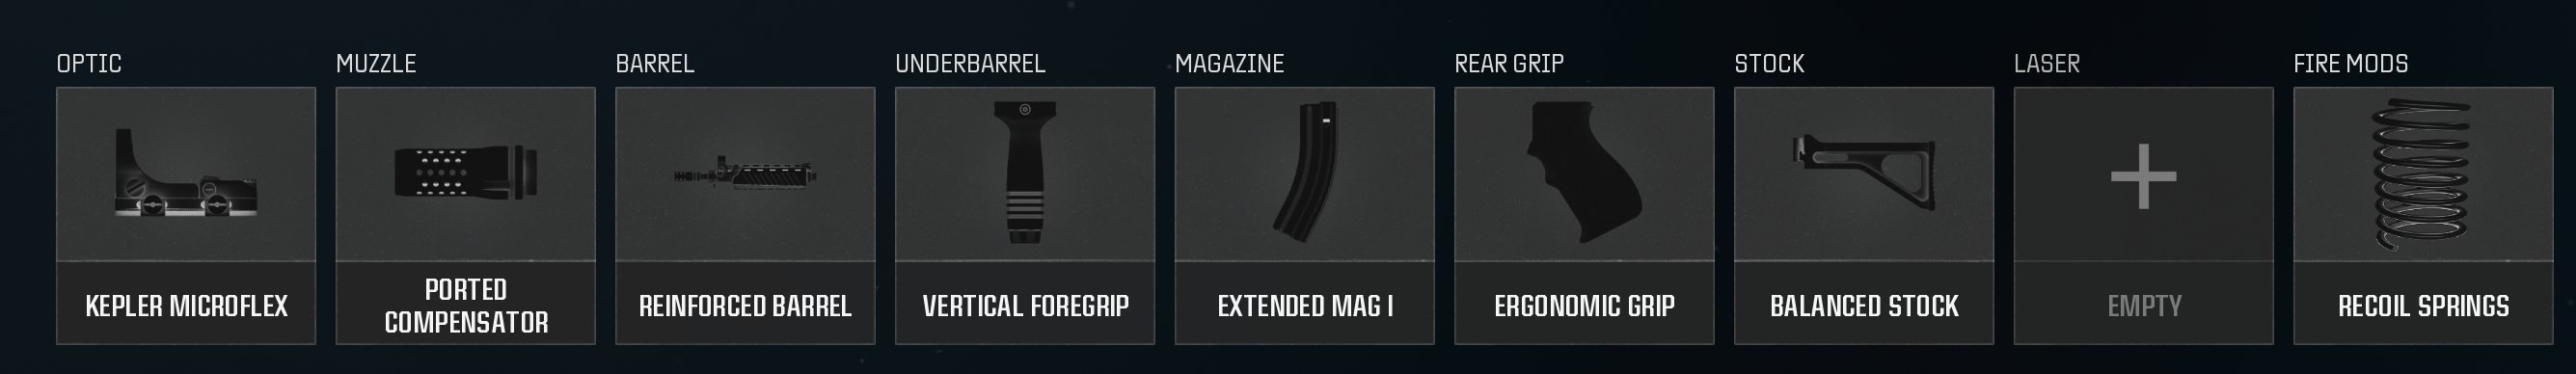 OPTIC
MUZZLE
BARREL
UNDERBARREL
MAGAZINE
REAR GRIP
STOCK
LASER
FIRE MODS
KEPLER MICROFLEX
PORTED
COMPENSATOR
REINFORCED BARREL
VERTICAL FOREGRIP
EXTENDED MAG I
ERGONOMIC GRIP
BALANCED STOCK
EMPTY
RECOIL SPRINGS